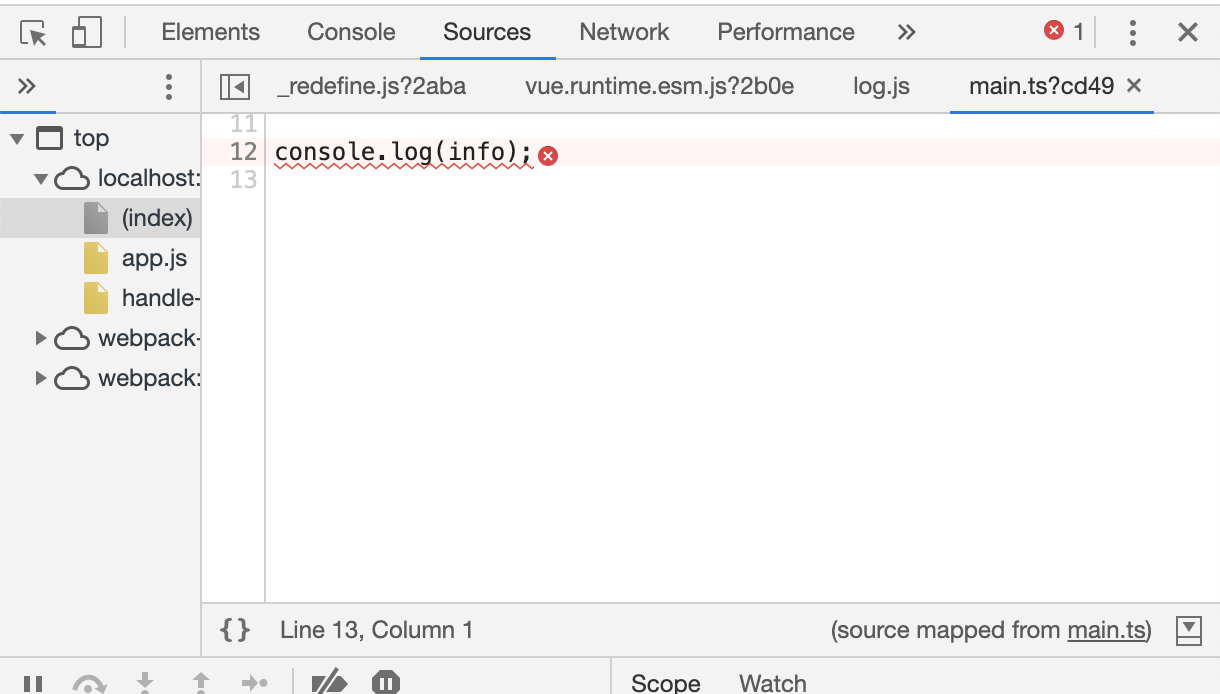 Elements Console Sources Network Performance 1
_redefine.js?2aba vue.runtime.esm.js?2b0e log.js main.ts?cd49
top
localhost:
(index)
app.js
handle-
webpack-
webpack:
11
12 console.log(info);
13
{} Line 13, Column 1 (source mapped from main.ts)
Scope Watch